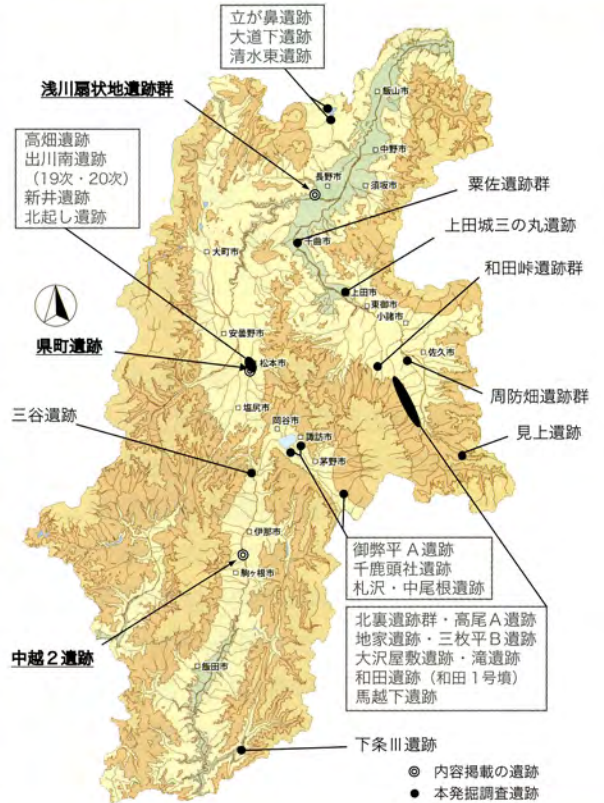 立が鼻遺跡
大道下遺跡
清水東遺跡
浅川扇状地遺跡群
飯山市
高畑遺跡
出川南遺跡
(19次・20次)
新井遺跡
北起し遺跡
中野市
長野市
須坂市
粟佐遺跡群
千曲市
大町市
上田城三の丸遺跡
上田市
東御市
和田峠遺跡群
小諸市
安曇野市
県町遺跡
松本市
佐久市
周防畑遺跡群
塩尻市
岡谷市
三谷遺跡
諏訪市
見上遺跡
茅野市
伊那市
御弊平A遺跡
千鹿頭社遺跡
札沢・中尾根遺跡
駒ヶ根市
北裏遺跡群・高尾A遺跡
地家遺跡・三枚平B遺跡
大沢屋敷遺跡・滝遺跡
和田遺跡(和田1号墳)
馬越下遺跡
中越2遺跡
飯田市
下条Ⅲ遺跡
◎ 内容掲載の遺跡
● 本発掘調査遺跡